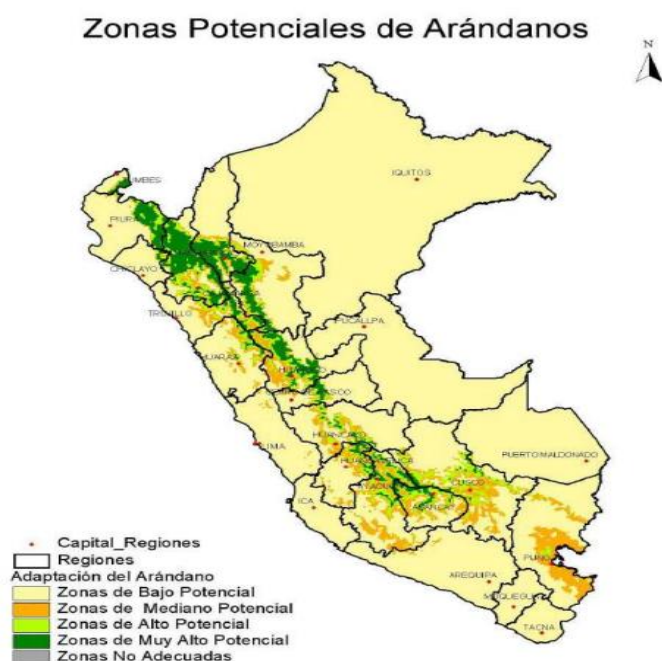 Zonas Potenciales de Arándanos
N
IQUITOS
PIURA
MOYOBAMBA
CHICLAYO
TRUJILLO
PUCALLPA
HUARAZ
LIMA
PUERTO MALDONADO
CUSCO
ICA
PUNO
AREQUIPA
MOQUEGUA
TACNA
Capital_Regiones
Regiones
Adaptación del Arándano
Zonas de Bajo Potencial
Zonas de Mediano Potencial
Zonas de Alto Potencial
Zonas de Muy Alto Potencial
Zonas No Adecuadas